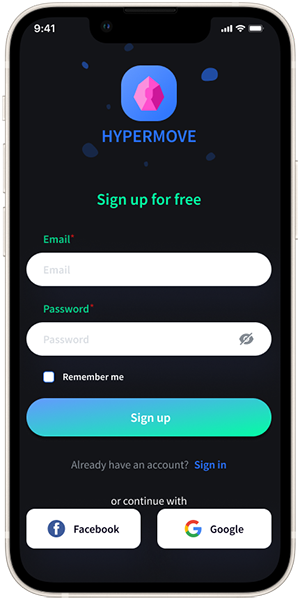 9:41
HYPERMOVE
Sign up for free
Email*
Email
Password*
Password
Remember me
Sign up
Already have an account? Sign in
or continue with
Facebook
Google